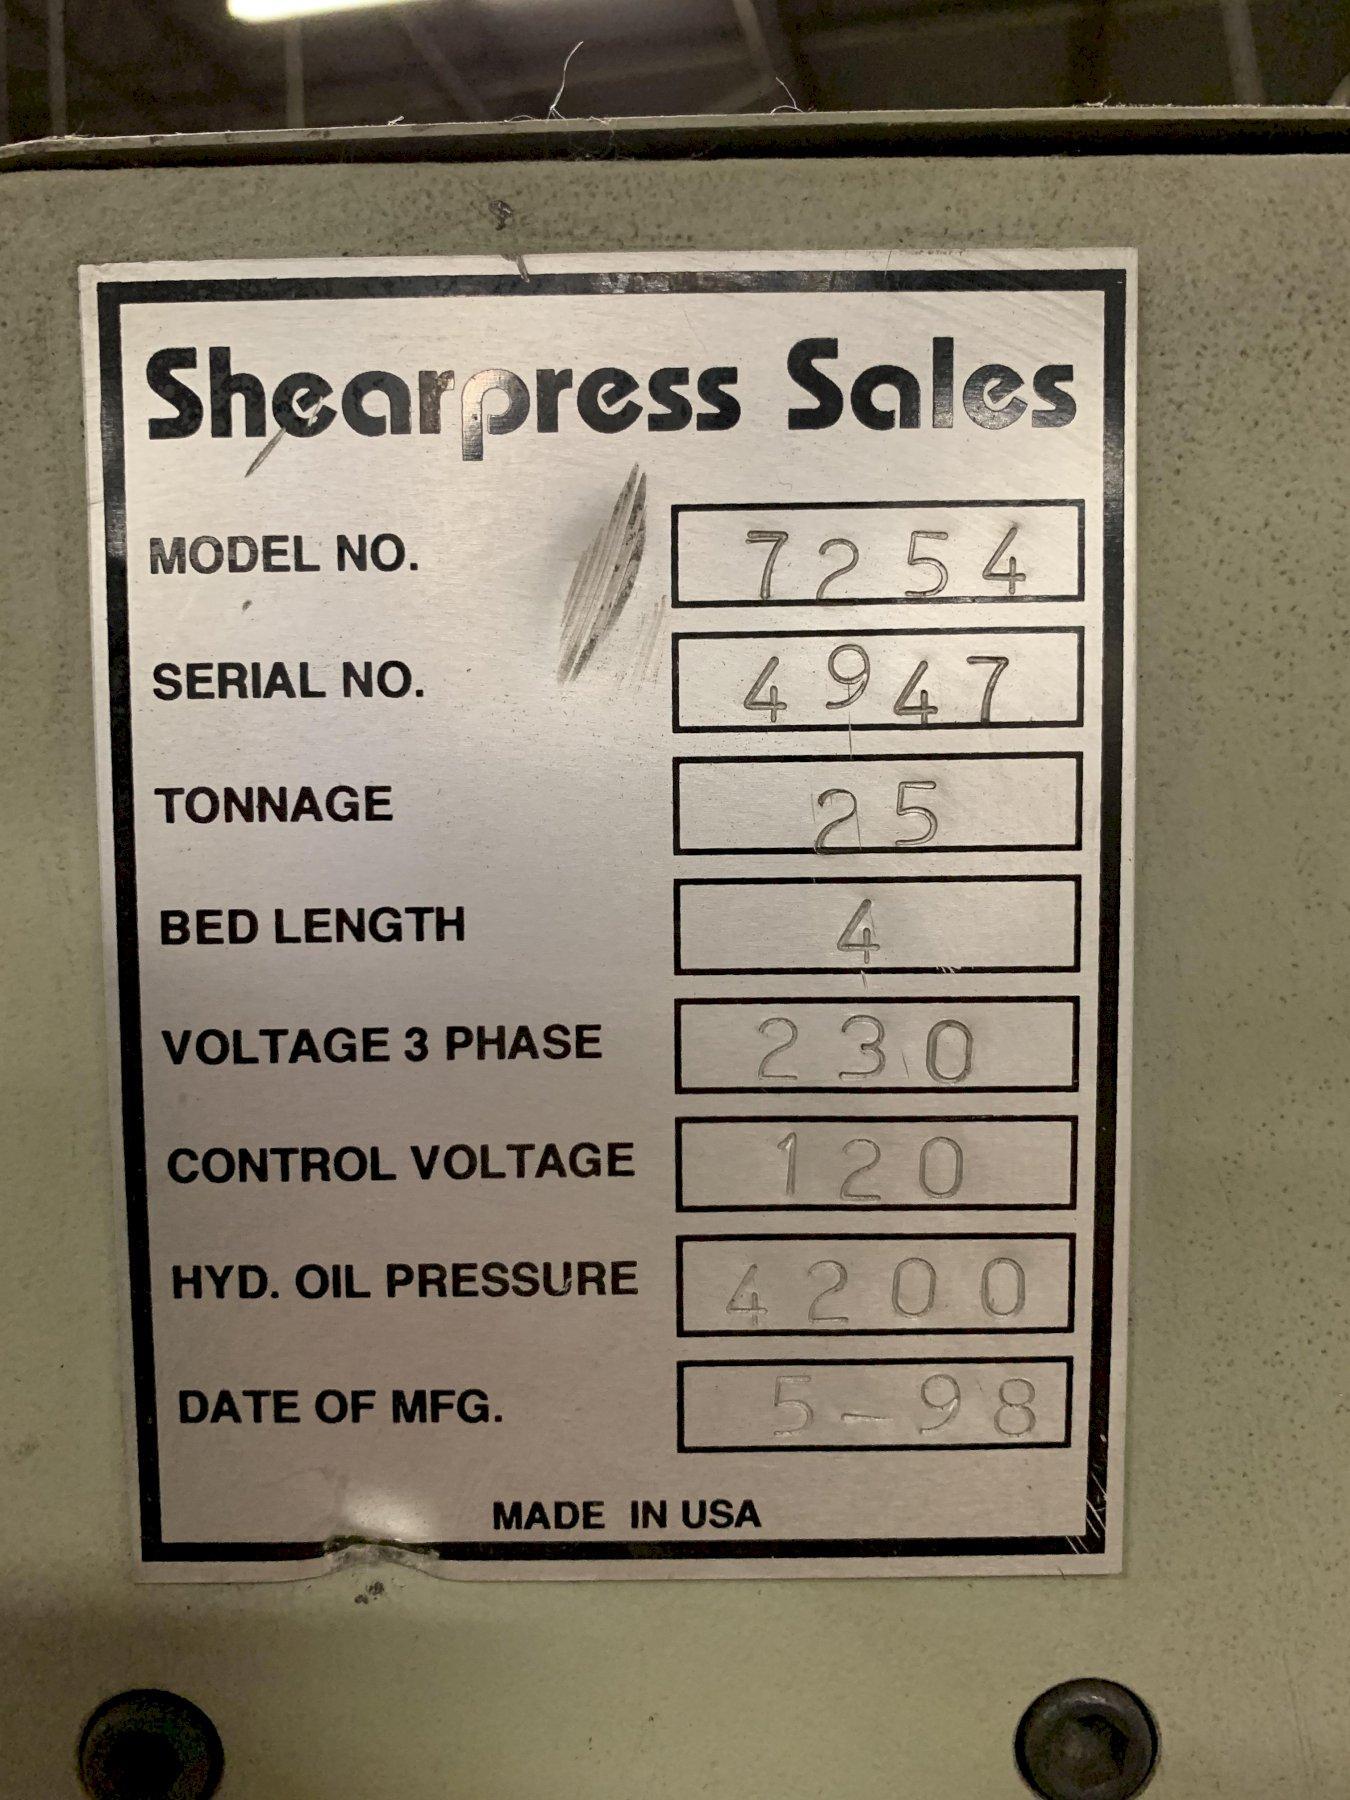 Shearpress Sales
MODEL NO. 7254
SERIAL NO. 4947
TONNAGE 25
BED LENGTH 4
VOLTAGE 3 PHASE 230
CONTROL VOLTAGE 120
HYD. OIL PRESSURE 4200
DATE OF MFG. 5-98
MADE IN USA